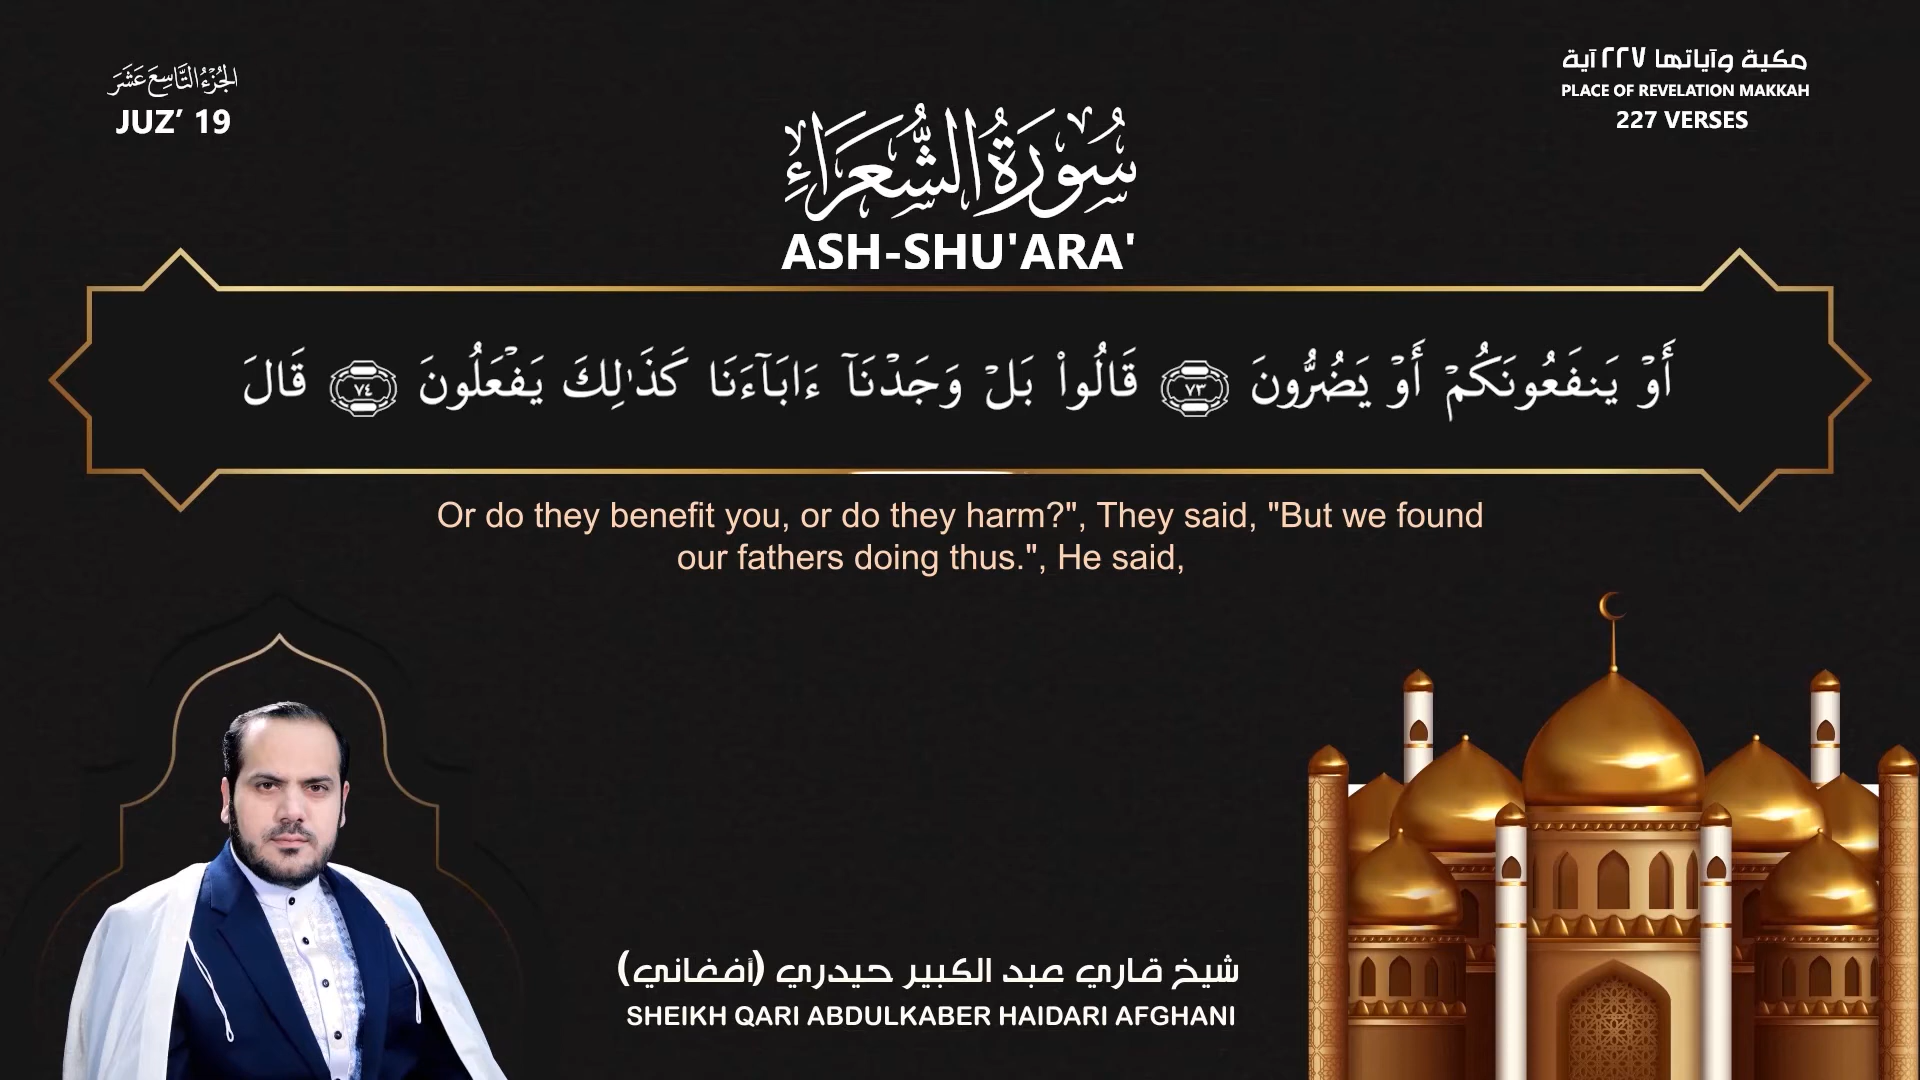 الجُزْءُ التَّاسِعَ عَشَرَ
JUZ’ 19
مكية وآياتها ٢٢٧ آية
PLACE OF REVELATION MAKKAH
227 VERSES
سُورَةُ الشُّعَرَاءِ
ASH-SHU'ARA'
أَوْ يَنفَعُونَكُمْ أَوْ يَضُرُّونَ ٧٣ قَالُوا۟ بَلْ وَجَدْنَآ ءَابَآءَنَا كَذَٰلِكَ يَفْعَلُونَ ٧٤ قَالَ
Or do they benefit you, or do they harm?", They said, "But we found
our fathers doing thus.", He said,
شيخ قاري عبد الكبير حيدري (أفغاني)
SHEIKH QARI ABDULKABER HAIDARI AFGHANI